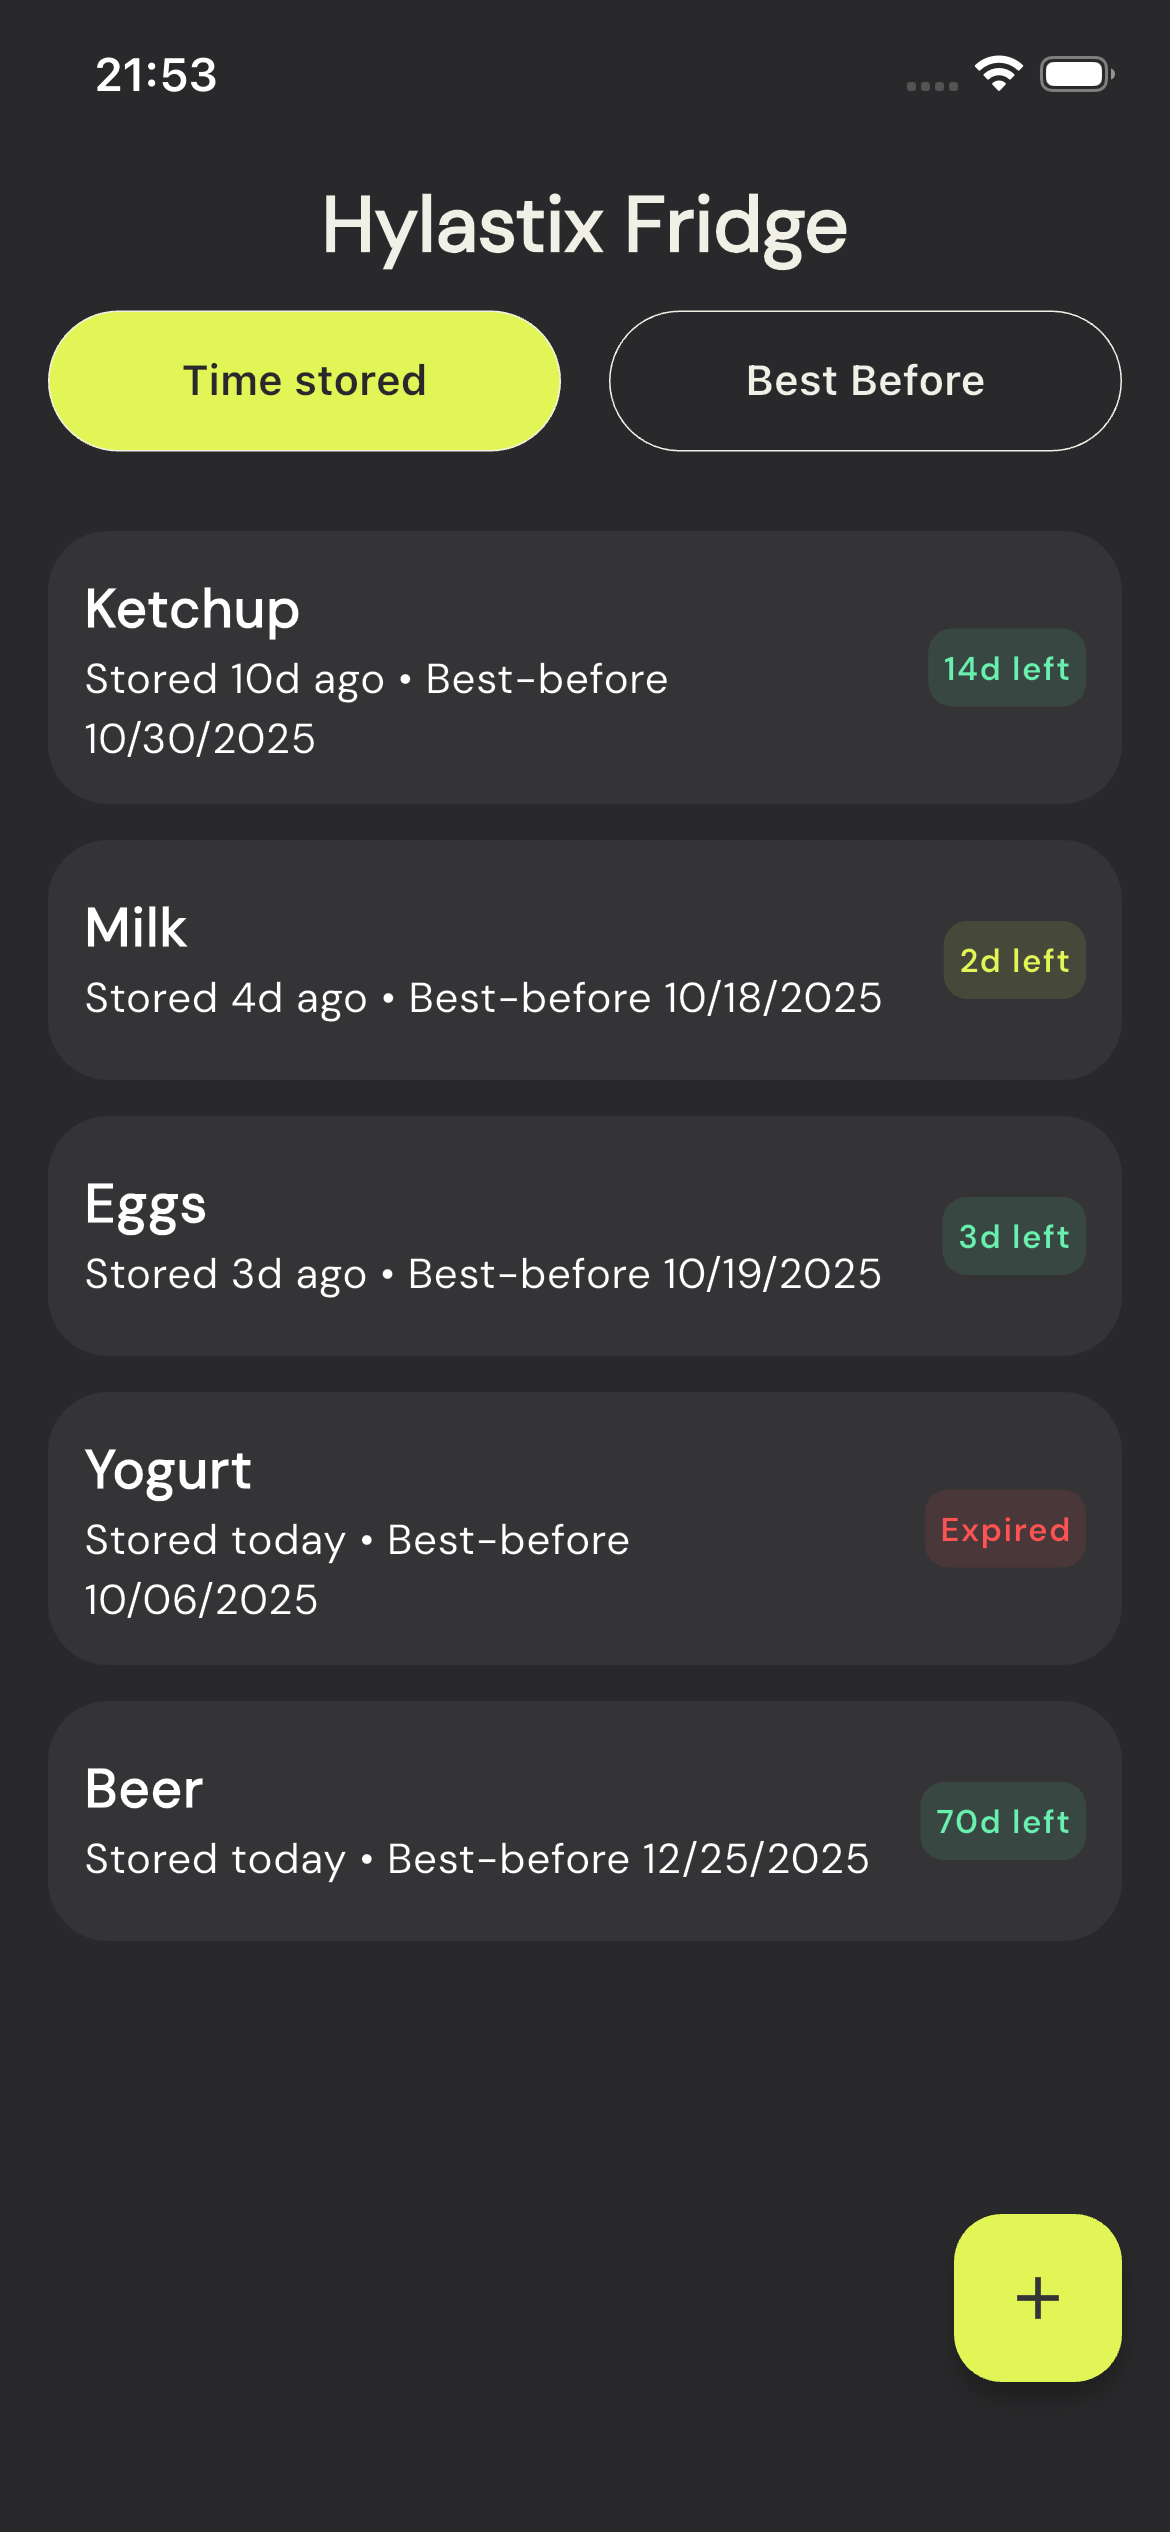 21:53
Hylastix Fridge
Time stored
Best Before
Ketchup
Stored 10d ago • Best-before
10/30/2025
14d left
Milk
Stored 4d ago • Best-before 10/18/2025
2d left
Eggs
Stored 3d ago • Best-before 10/19/2025
3d left
Yogurt
Stored today • Best-before
10/06/2025
Expired
Beer
Stored today • Best-before 12/25/2025
70d left
+